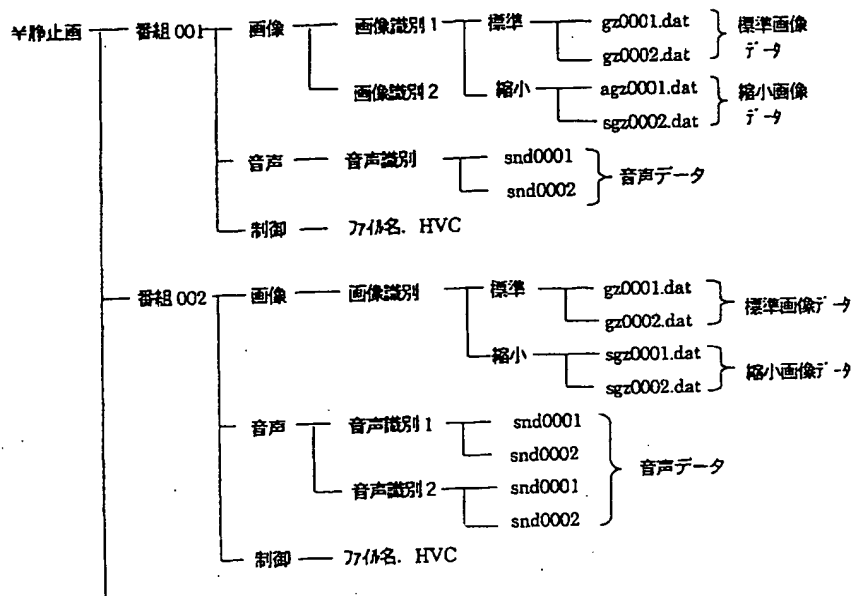 ¥静止画 番組001 画像 画像識別1 標準 gz0001.dat 標準画像
gz0002.dat データ
画像識別2 縮小 agz0001.dat 縮小画像
sgz0002.dat データ
音声 音声識別 snd0001 音声データ
snd0002
制御 ファイル名. HVC
番組002 画像 画像識別 標準 gz0001.dat 標準画像データ
gz0002.dat
縮小 sgz0001.dat 縮小画像データ
sgz0002.dat
音声 音声識別1 snd0001 音声データ
snd0002
音声識別2 snd0001
snd0002
制御 ファイル名. HVC